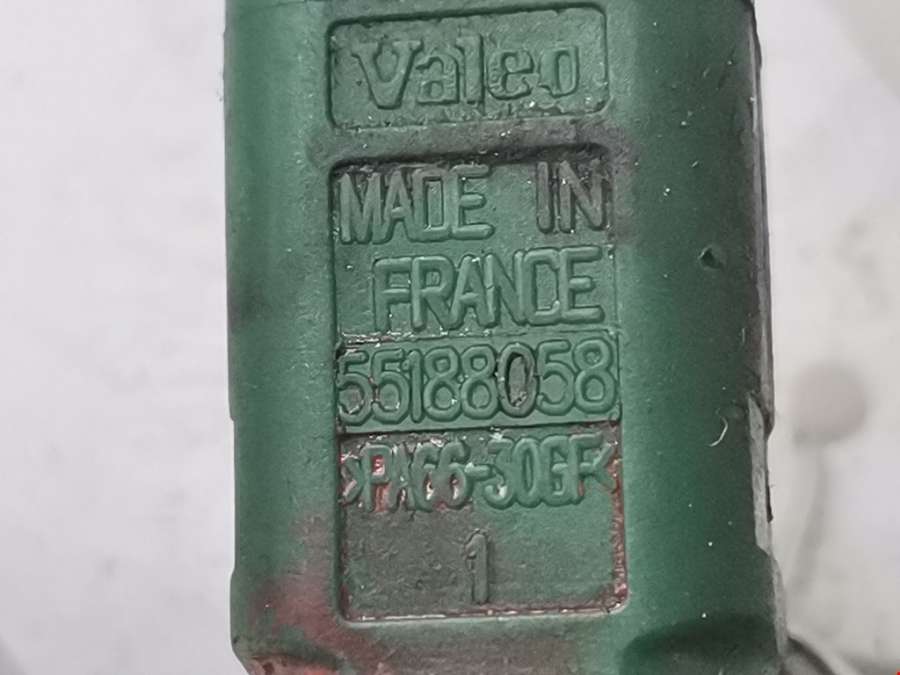 Valeo
MADE IN
FRANCE
55188058
>PA66-30GF<
1